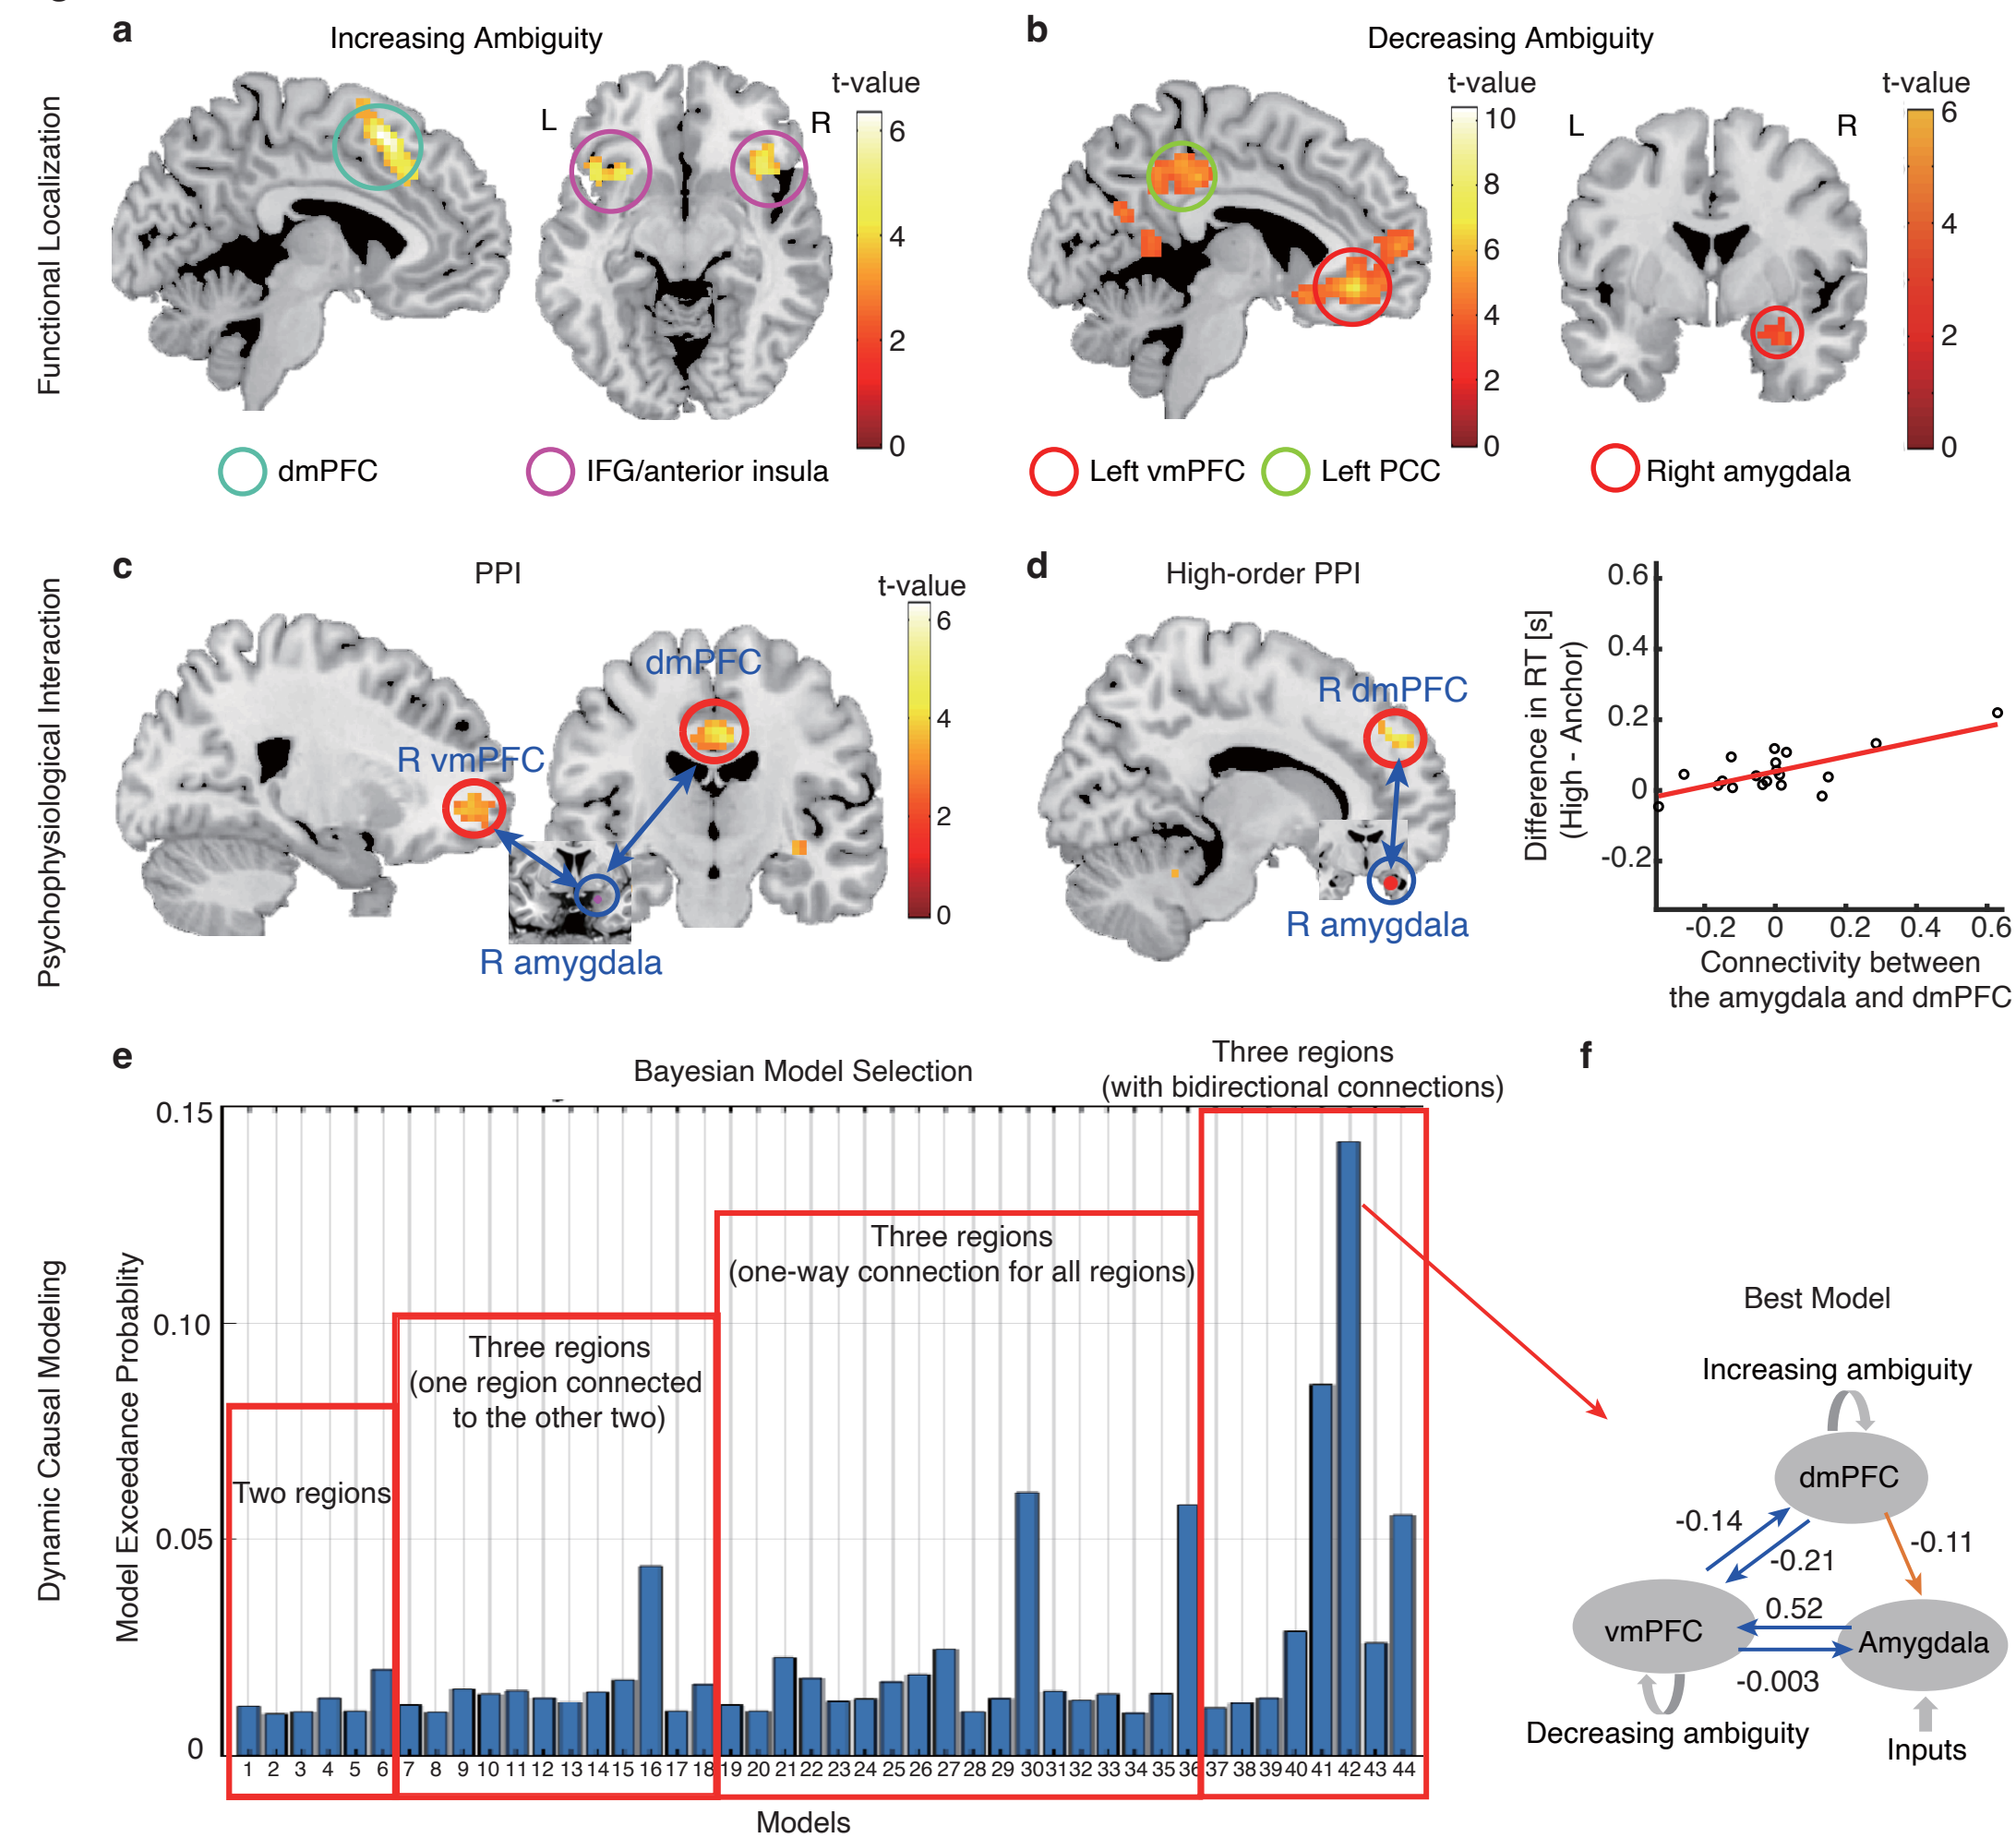 a
Increasing Ambiguity
b
Decreasing Ambiguity
Functional Localization
L
R
t-value
6
4
2
0
t-value
10
8
6
4
2
0
L
R
t-value
6
4
2
0
dmPFC
IFG/anterior insula
Left vmPFC
Left PCC
Right amygdala
Psychophysiological Interaction
c
PPI
t-value
6
4
2
0
dmPFC
R vmPFC
R amygdala
d
High-order PPI
R dmPFC
R amygdala
Difference in RT [s]
(High - Anchor)
0.6
0.4
0.2
0
-0.2
-0.2 0 0.2 0.4 0.6
Connectivity between
the amygdala and dmPFC
Dynamic Causal Modeling
e
Bayesian Model Selection
Model Exceedance Probablity
0.15
0.10
0.05
0
Two regions
Three regions
(one region connected
to the other two)
Three regions
(one-way connection for all regions)
Three regions
(with bidirectional connections)
1 2 3 4 5 6 7 8 9 10 11 12 13 14 15 16 17 18 19 20 21 22 23 24 25 26 27 28 29 30 31 32 33 34 35 36 37 38 39 40 41 42 43 44
Models
f
Best Model
Increasing ambiguity
dmPFC
-0.14
-0.21
-0.11
vmPFC
0.52
-0.003
Amygdala
Decreasing ambiguity
Inputs